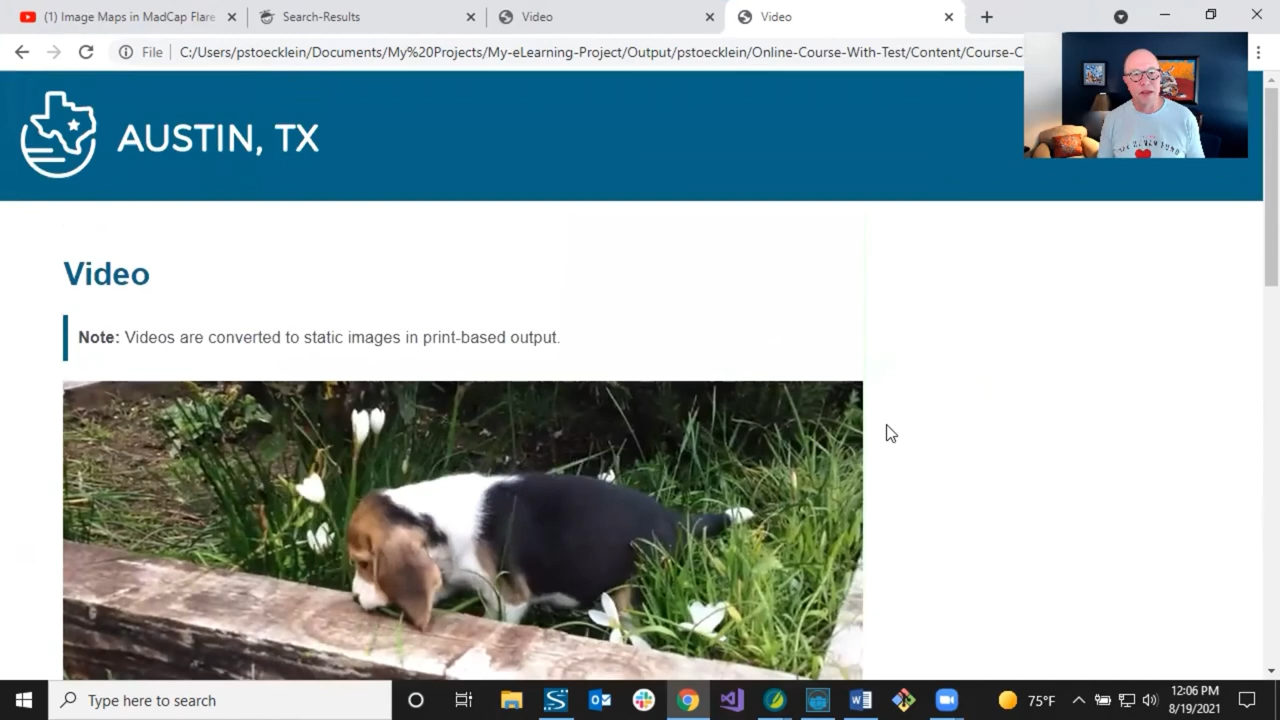 (1) Image Maps in MadCap Flare
Search-Results
Video
Video
File
C:/Users/pstoecklein/Documents/My%20Projects/My-eLearning-Project/Output/pstoecklein/Online-Course-With-Test/Content/Course-C
AUSTIN, TX
Video
Note: Videos are converted to static images in print-based output.
Type here to search
75°F
12:06 PM
8/19/2021